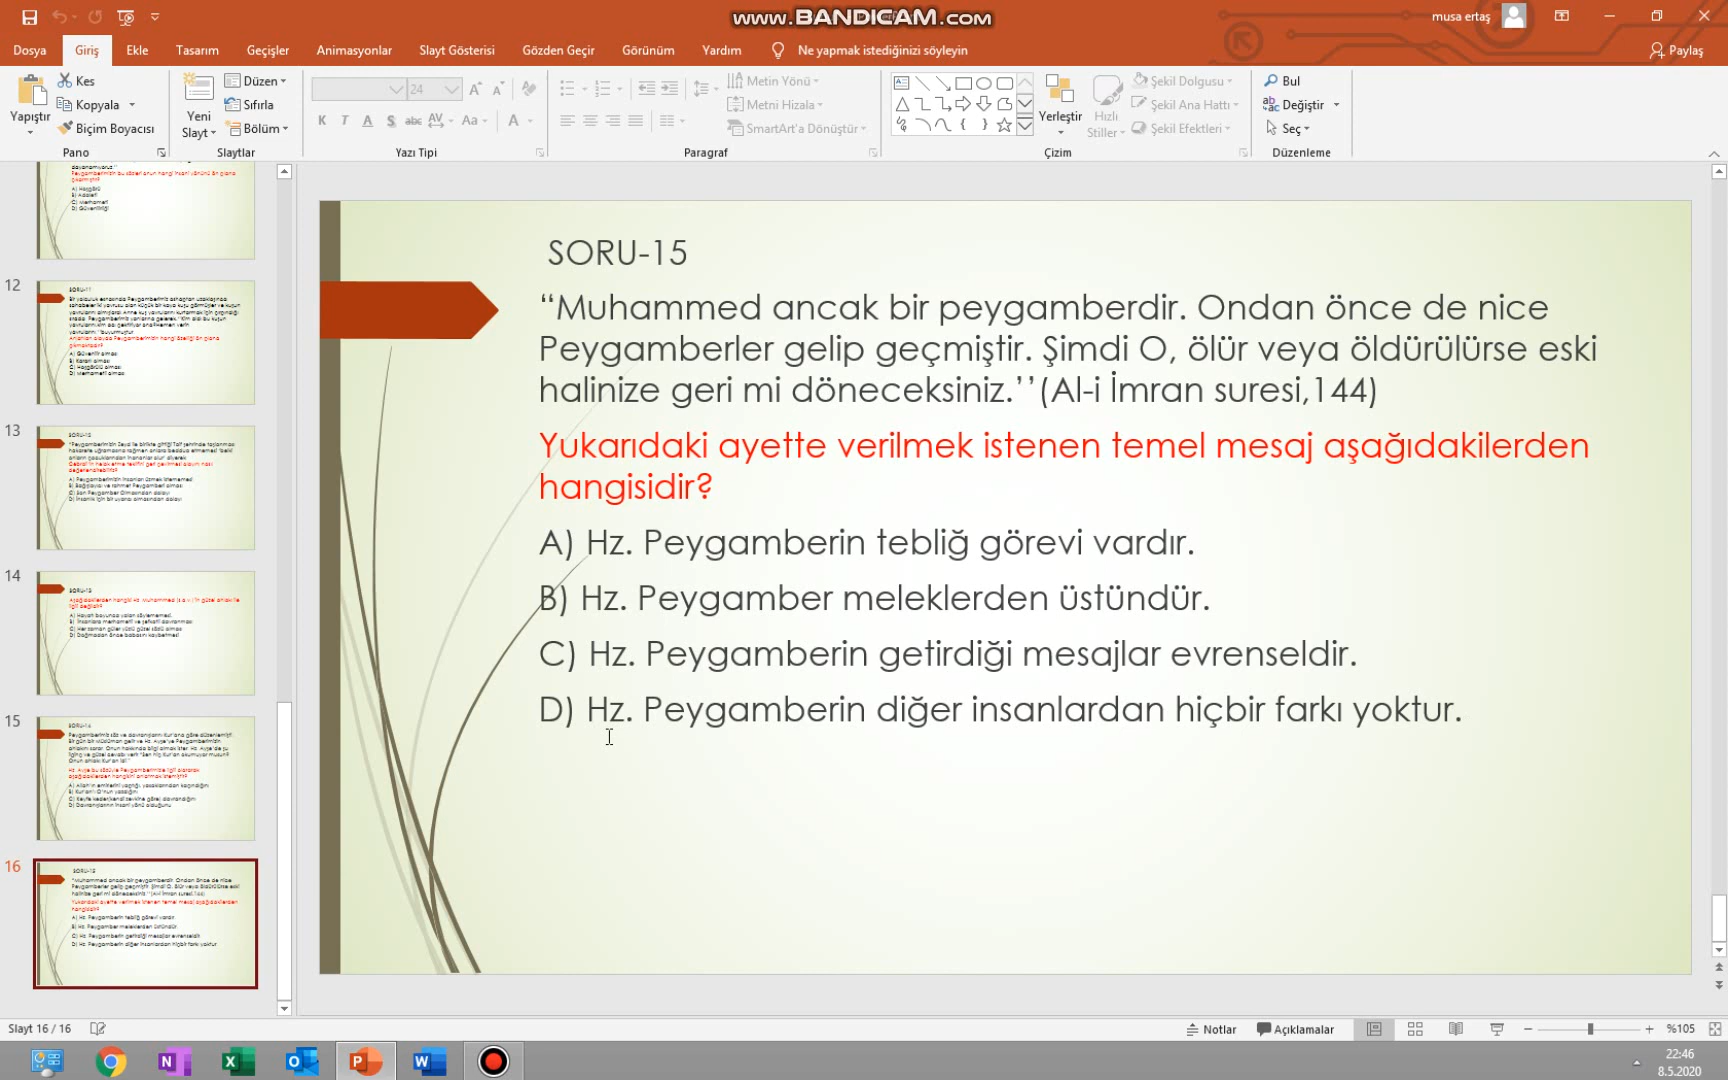 www.BANDICAM.com
musa ertaş
Dosya Giriş Ekle Tasarım Geçişler Animasyonlar Slayt Gösterisi Gözden Geçir Görünüm Yardım Ne yapmak istediğinizi söyleyin Paylaş
Yapıştır Kes Kopyala Biçim Boyacısı
Pano
Yeni Slayt Düzen Sıfırla Bölüm
Slaytlar
24
K T A S abc AV Aa A
Yazı Tipi
Metin Yönü
Metni Hizala
SmartArt'a Dönüştür
Paragraf
Yerleştir Hızlı Stiller
Şekil Dolgusu
Şekil Ana Hattı
Şekil Efektleri
Çizim
Bul
Değiştir
Seç
Düzenleme
12
13
14
15
16
SORU-15
“Muhammed ancak bir peygamberdir. Ondan önce de nice
Peygamberler gelip geçmiştir. Şimdi O, ölür veya öldürülürse eski
halinize geri mi döneceksiniz.’’(Al-i İmran suresi,144)
Yukarıdaki ayette verilmek istenen temel mesaj aşağıdakilerden
hangisidir?
A) Hz. Peygamberin tebliğ görevi vardır.
B) Hz. Peygamber meleklerden üstündür.
C) Hz. Peygamberin getirdiği mesajlar evrenseldir.
D) Hz. Peygamberin diğer insanlardan hiçbir farkı yoktur.
Slayt 16 / 16
Notlar Açıklamalar %105
22:46
8.5.2020